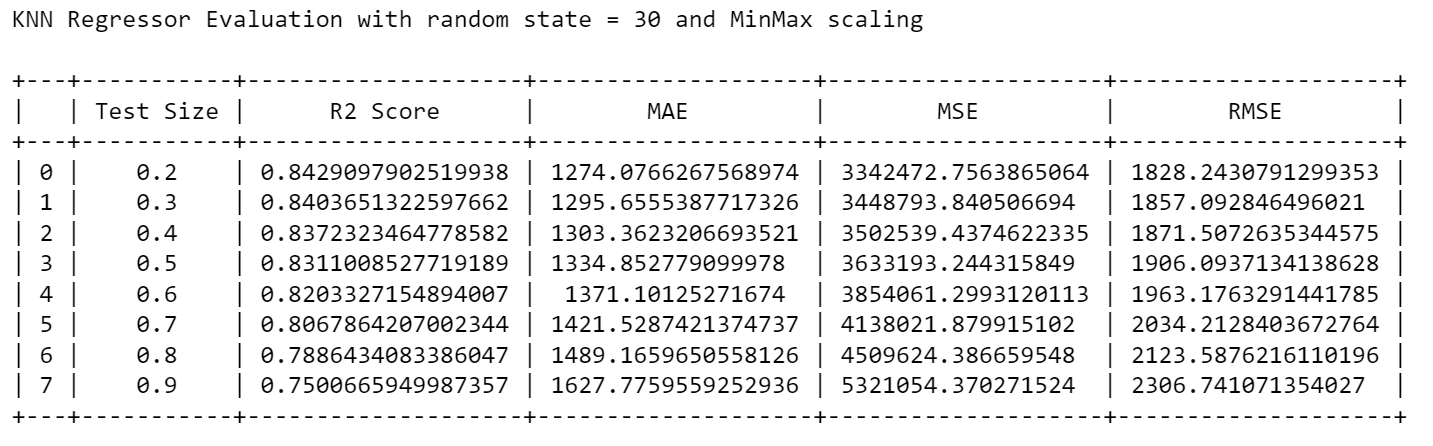 KNN Regressor Evaluation with random state = 30 and MinMax scaling
+---+-----------+--------------------+--------------------+--------------------+--------------------+
|   | Test Size |      R2 Score      |        MAE         |        MSE         |        RMSE        |
+---+-----------+--------------------+--------------------+--------------------+--------------------+
| 0 |    0.2    | 0.8429097902519938 | 1274.0766267568974 | 3342472.7563865064 | 1828.2430791299353 |
| 1 |    0.3    | 0.8403651322597662 | 1295.6555387717326 | 3448793.840506694  | 1857.092846496021  |
| 2 |    0.4    | 0.8372323464778582 | 1303.3623206693521 | 3502539.4374622335 | 1871.5072635344575 |
| 3 |    0.5    | 0.8311008527719189 | 1334.852779099978  | 3633193.244315849  | 1906.0937134138628 |
| 4 |    0.6    | 0.8203327154894007 |  1371.10125271674  | 3854061.2993120113 | 1963.1763291441785 |
| 5 |    0.7    | 0.8067864207002344 | 1421.5287421374737 | 4138021.879915102  | 2034.2128403672764 |
| 6 |    0.8    | 0.7886434083386047 | 1489.1659650558126 | 4509624.386659548  | 2123.5876216110196 |
| 7 |    0.9    | 0.7500665949987357 | 1627.7759559252936 | 5321054.370271524  | 2306.741071354027  |
+---+-----------+--------------------+--------------------+--------------------+--------------------+